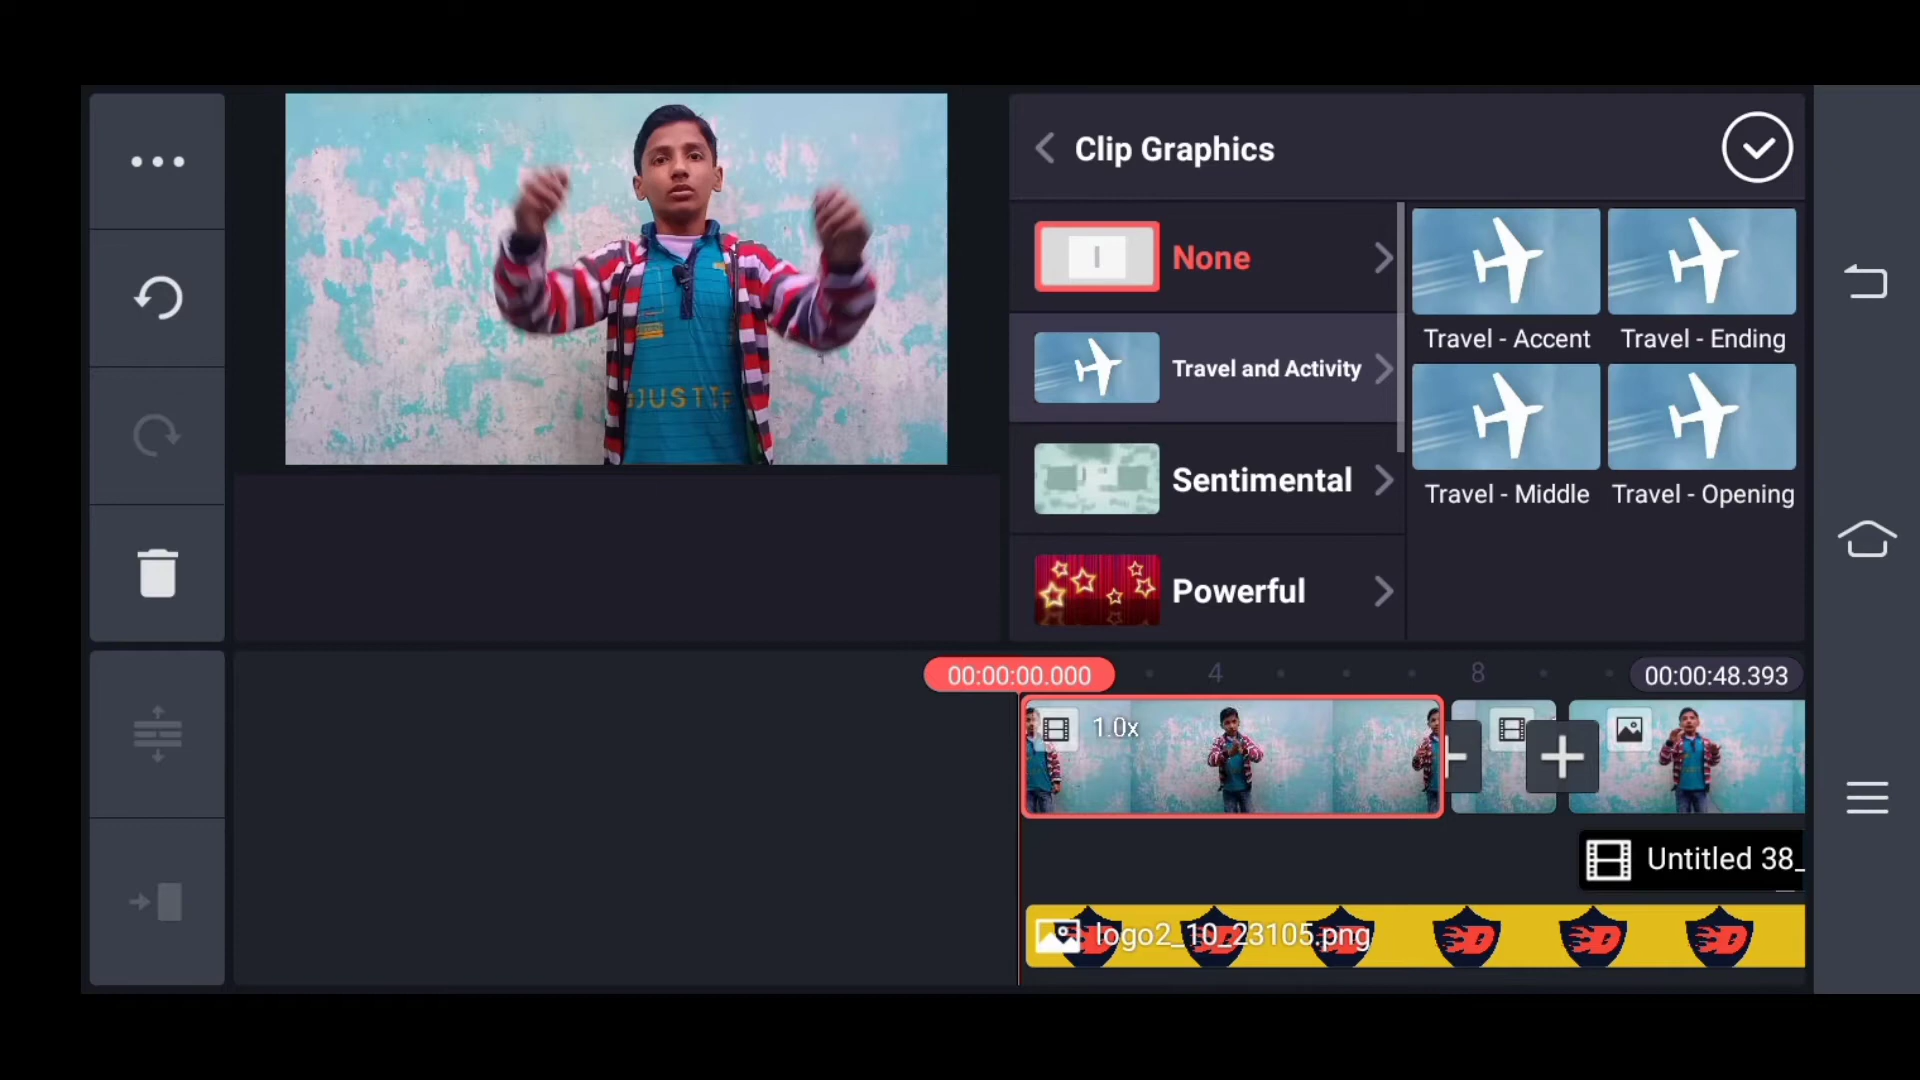 Clip Graphics
None
Travel and Activity
Sentimental
Powerful
Travel - Accent
Travel - Ending
Travel - Middle
Travel - Opening
00:00:00.000
4
8
00:00:48.393
1.0x
Untitled 38_
logo2_10_23105.png